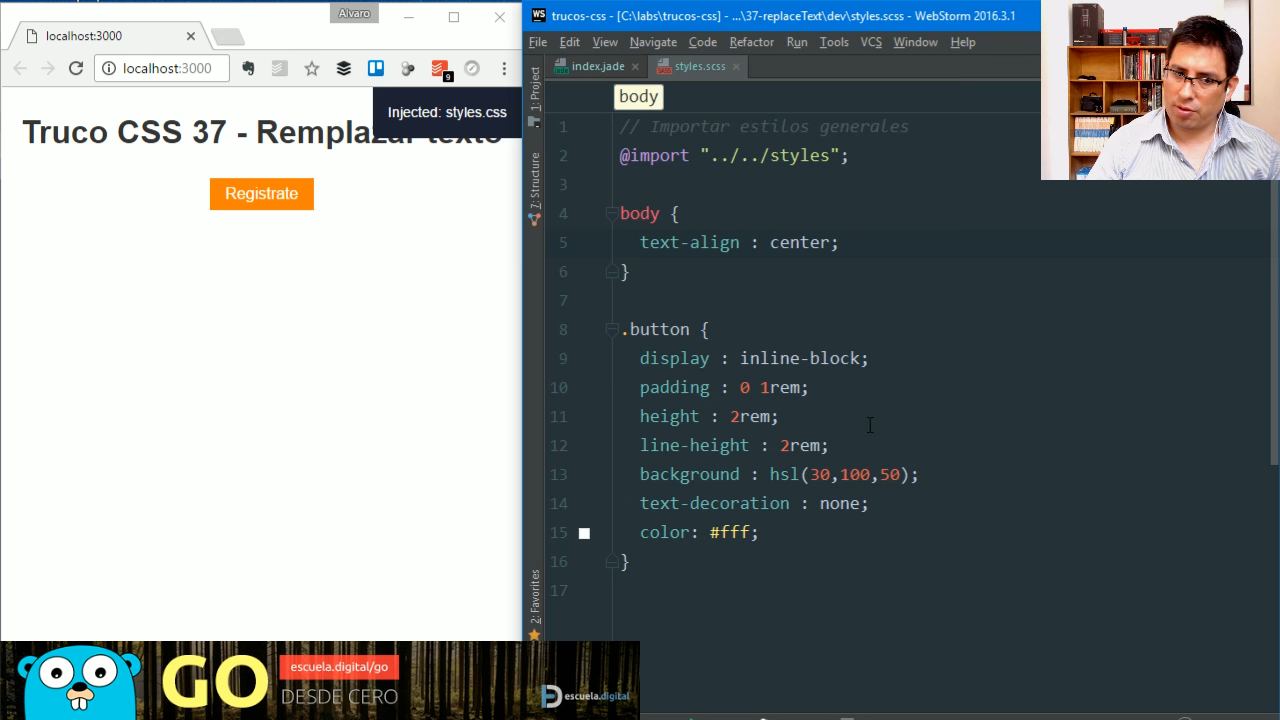 Alvaro
localhost:3000
localhost:3000
9
Injected: styles.css
Truco CSS 37 - Remplazar texto
Registrate
WS trucos-css - [C:\labs\trucos-css] - ...\37-replaceText\dev\styles.scss - WebStorm 2016.3.1
File Edit View Navigate Code Refactor Run Tools VCS Window Help
index.jade styles.scss
1: Project
7: Structure
2: Favorites
body
1 // Importar estilos generales
2 @import "../../styles";
3
4 body {
5 text-align : center;
6 }
7
8 .button {
9 display : inline-block;
10 padding : 0 1rem;
11 height : 2rem;
12 line-height : 2rem;
13 background : hsl(30,100,50);
14 text-decoration : none;
15 color: #fff;
16 }
17
GO
escuela.digital/go
DESDE CERO
escuela.digital